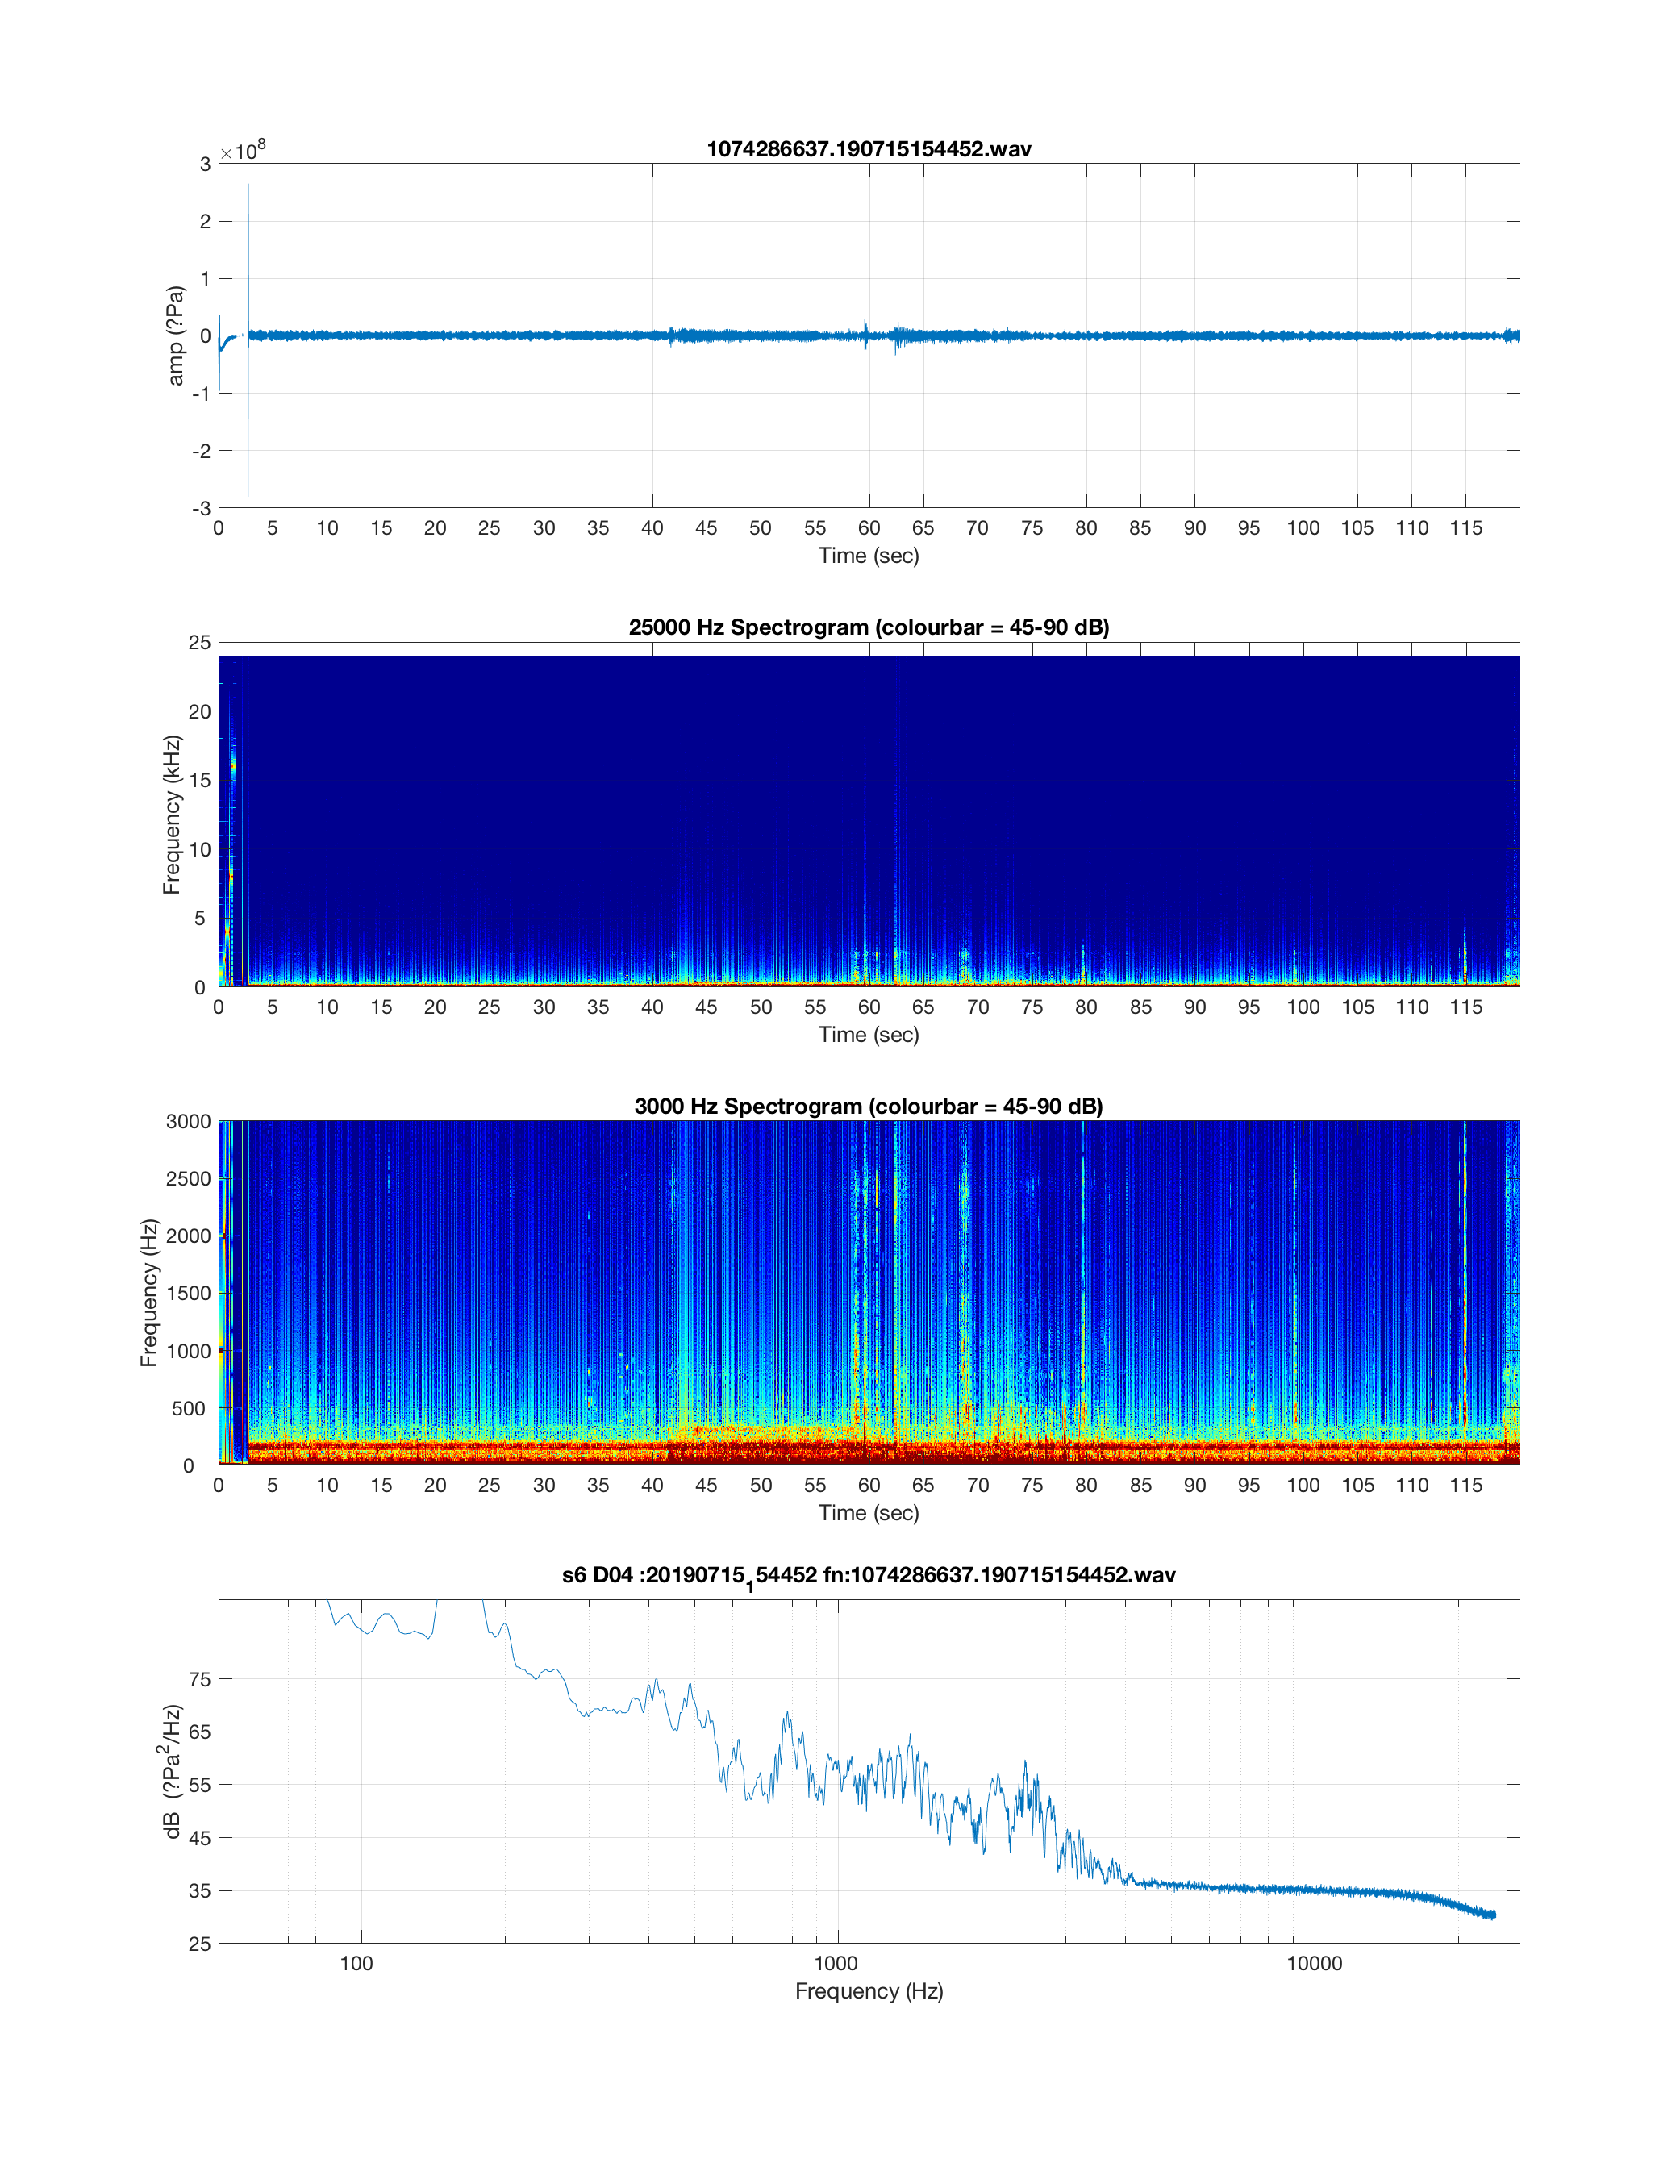 1074286637.190715154452.wav
×10^8
3
2
1
0
-1
-2
-3
amp (?Pa)
0 5 10 15 20 25 30 35 40 45 50 55 60 65 70 75 80 85 90 95 100 105 110 115
Time (sec)
25000 Hz Spectrogram (colourbar = 45-90 dB)
25
20
15
10
5
0
Frequency (kHz)
0 5 10 15 20 25 30 35 40 45 50 55 60 65 70 75 80 85 90 95 100 105 110 115
Time (sec)
3000 Hz Spectrogram (colourbar = 45-90 dB)
3000
2500
2000
1500
1000
500
0
Frequency (Hz)
0 5 10 15 20 25 30 35 40 45 50 55 60 65 70 75 80 85 90 95 100 105 110 115
Time (sec)
s6 D04 :20190715_154452 fn:1074286637.190715154452.wav
75
65
55
45
35
25
dB (?Pa²/Hz)
100 1000 10000
Frequency (Hz)